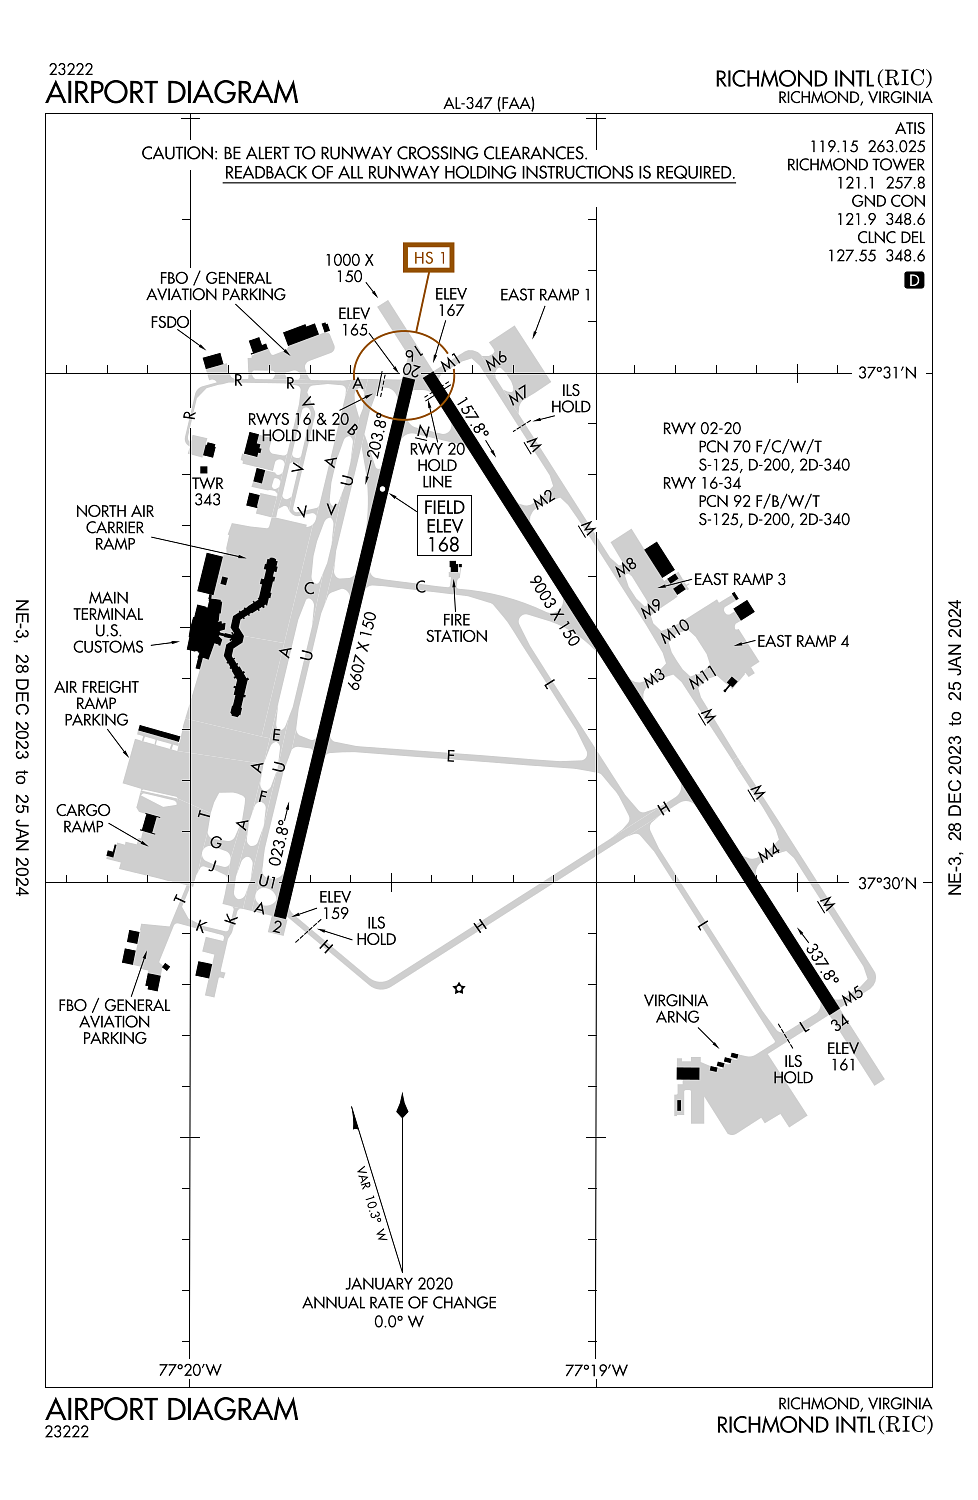 23222
AIRPORT DIAGRAM
AL-347 (FAA)
RICHMOND INTL (RIC)
RICHMOND, VIRGINIA
CAUTION: BE ALERT TO RUNWAY CROSSING CLEARANCES.
READBACK OF ALL RUNWAY HOLDING INSTRUCTIONS IS REQUIRED.
ATIS
119.15 263.025
RICHMOND TOWER
121.1 257.8
GND CON
121.9 348.6
CLNC DEL
127.55 348.6
D
HS 1
1000 X
150
FBO / GENERAL
AVIATION PARKING
FSDO
ELEV
165
ELEV
167
EAST RAMP 1
16
20
M1
M6
M7
37°31'N
ILS
HOLD
R
R
R
A
V
B
RWYS 16 & 20
HOLD LINE
203.8°
157.8°
N
RWY 20
HOLD
LINE
M
RWY 02-20
PCN 70 F/C/W/T
S-125, D-200, 2D-340
RWY 16-34
PCN 92 F/B/W/T
S-125, D-200, 2D-340
TWR
343
V
A
U
V
V
M2
M
FIELD
ELEV
168
NORTH AIR
CARRIER
RAMP
M8
EAST RAMP 3
M9
M10
EAST RAMP 4
C
C
9003 X 150
FIRE
STATION
MAIN
TERMINAL
U.S.
CUSTOMS
A
U
6607 X 150
L
M3
M11
M
AIR FREIGHT
RAMP
PARKING
E
E
A
U
F
H
M
CARGO
RAMP
T
G
A
J
023.8°
M4
37°30'N
U1
ELEV
159
ILS
HOLD
T
K
K
A
2
H
H
L
M
337.8°
M5
34
L
FBO / GENERAL
AVIATION
PARKING
VIRGINIA
ARNG
ILS
HOLD
ELEV
161
VAR 10.3° W
JANUARY 2020
ANNUAL RATE OF CHANGE
0.0° W
77°20'W
77°19'W
NE-3, 28 DEC 2023 to 25 JAN 2024
NE-3, 28 DEC 2023 to 25 JAN 2024
AIRPORT DIAGRAM
23222
RICHMOND, VIRGINIA
RICHMOND INTL (RIC)